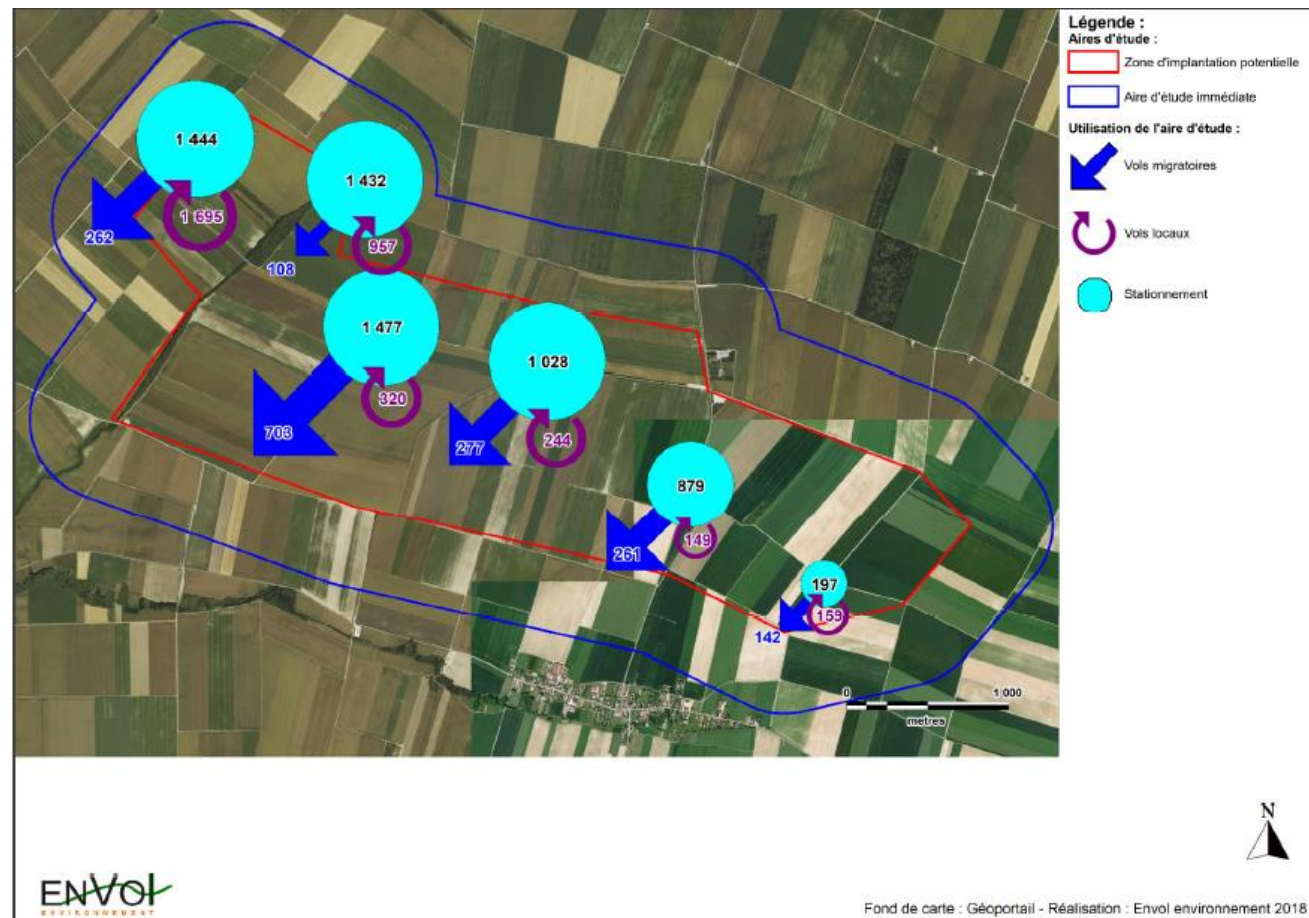 Légende :
Aires d'étude :
Zone d'implantation potentielle
Aire d'étude immédiate
Utilisation de l'aire d'étude :
Vols migratoires
Vols locaux
Stationnement
1 444
1 695
262
1 432
957
108
1 477
320
703
1 028
244
277
879
149
261
197
159
142
0
1 000
metres
N
ENVOL
ENVIRONNEMENT
Fond de carte : Géoportail - Réalisation : Envol environnement 2018